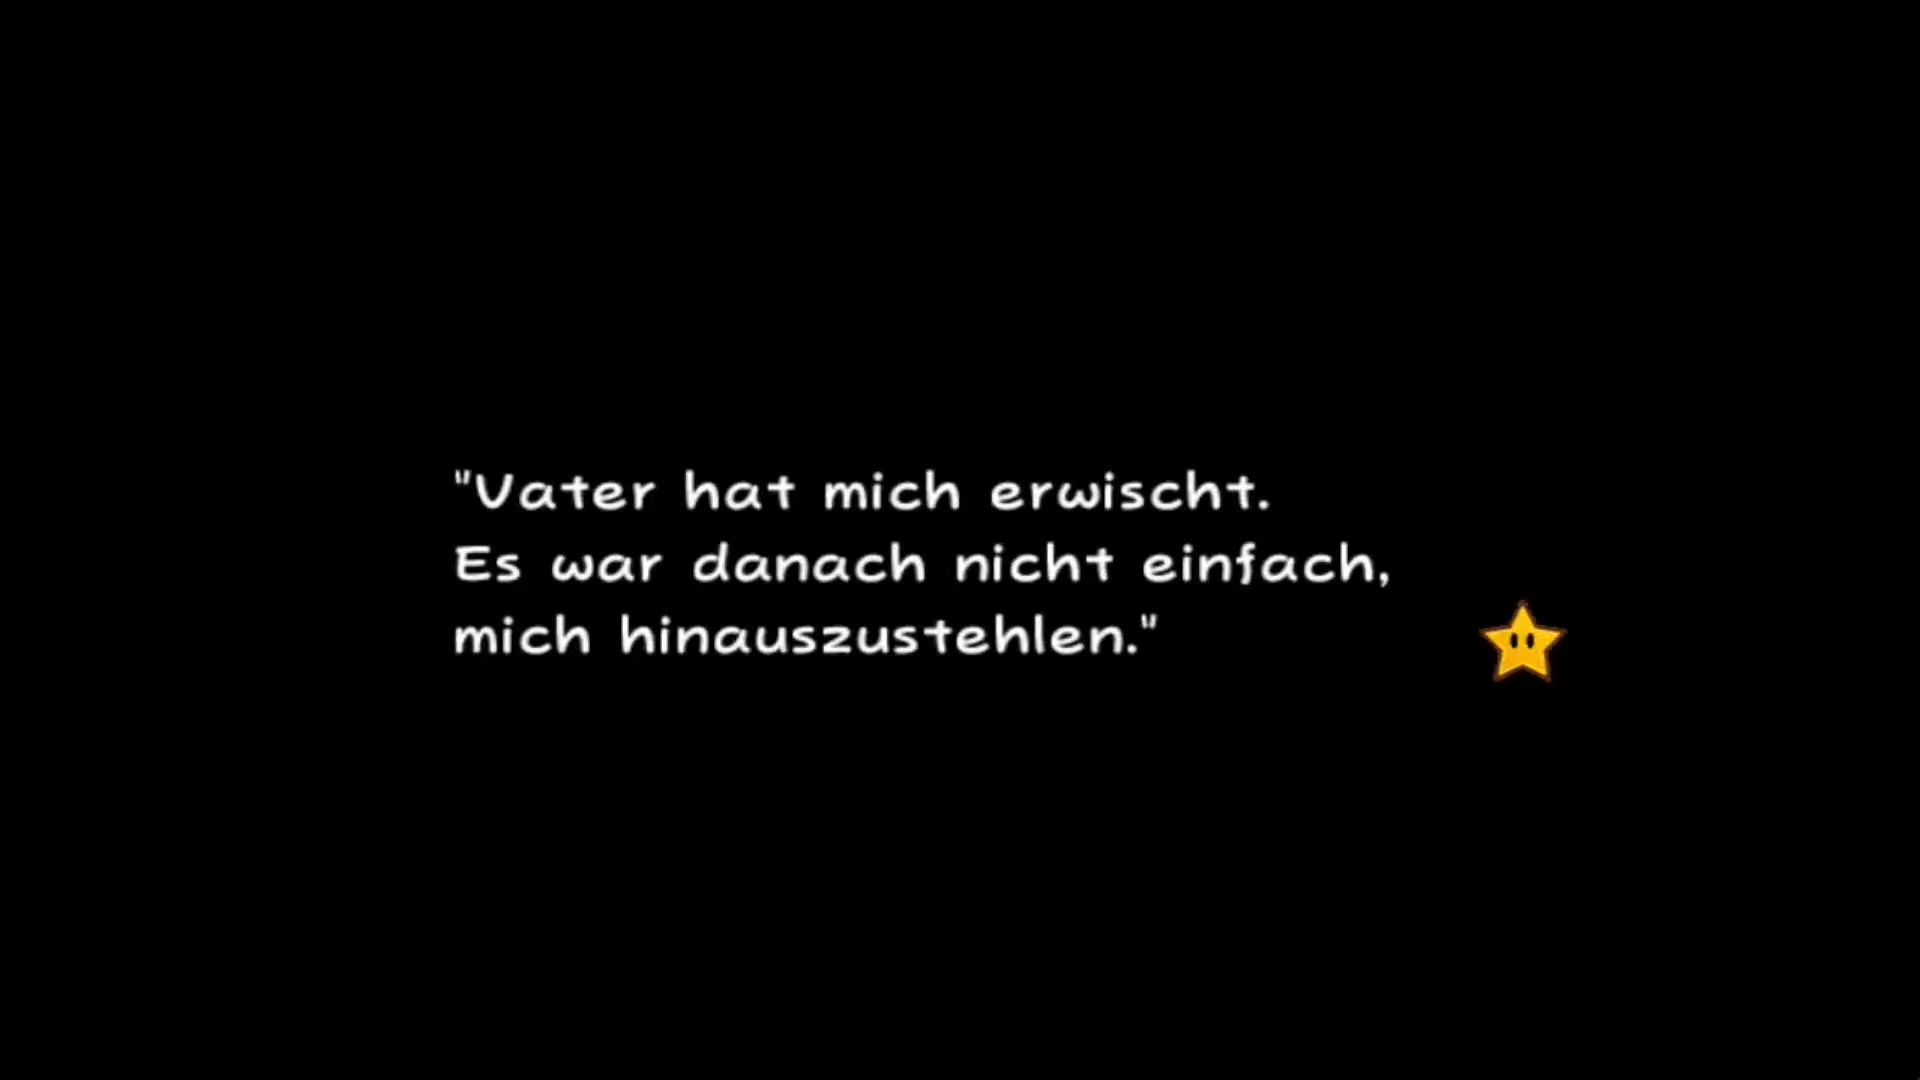 "Vater hat mich erwischt.
Es war danach nicht einfach,
mich hinauszustehlen."